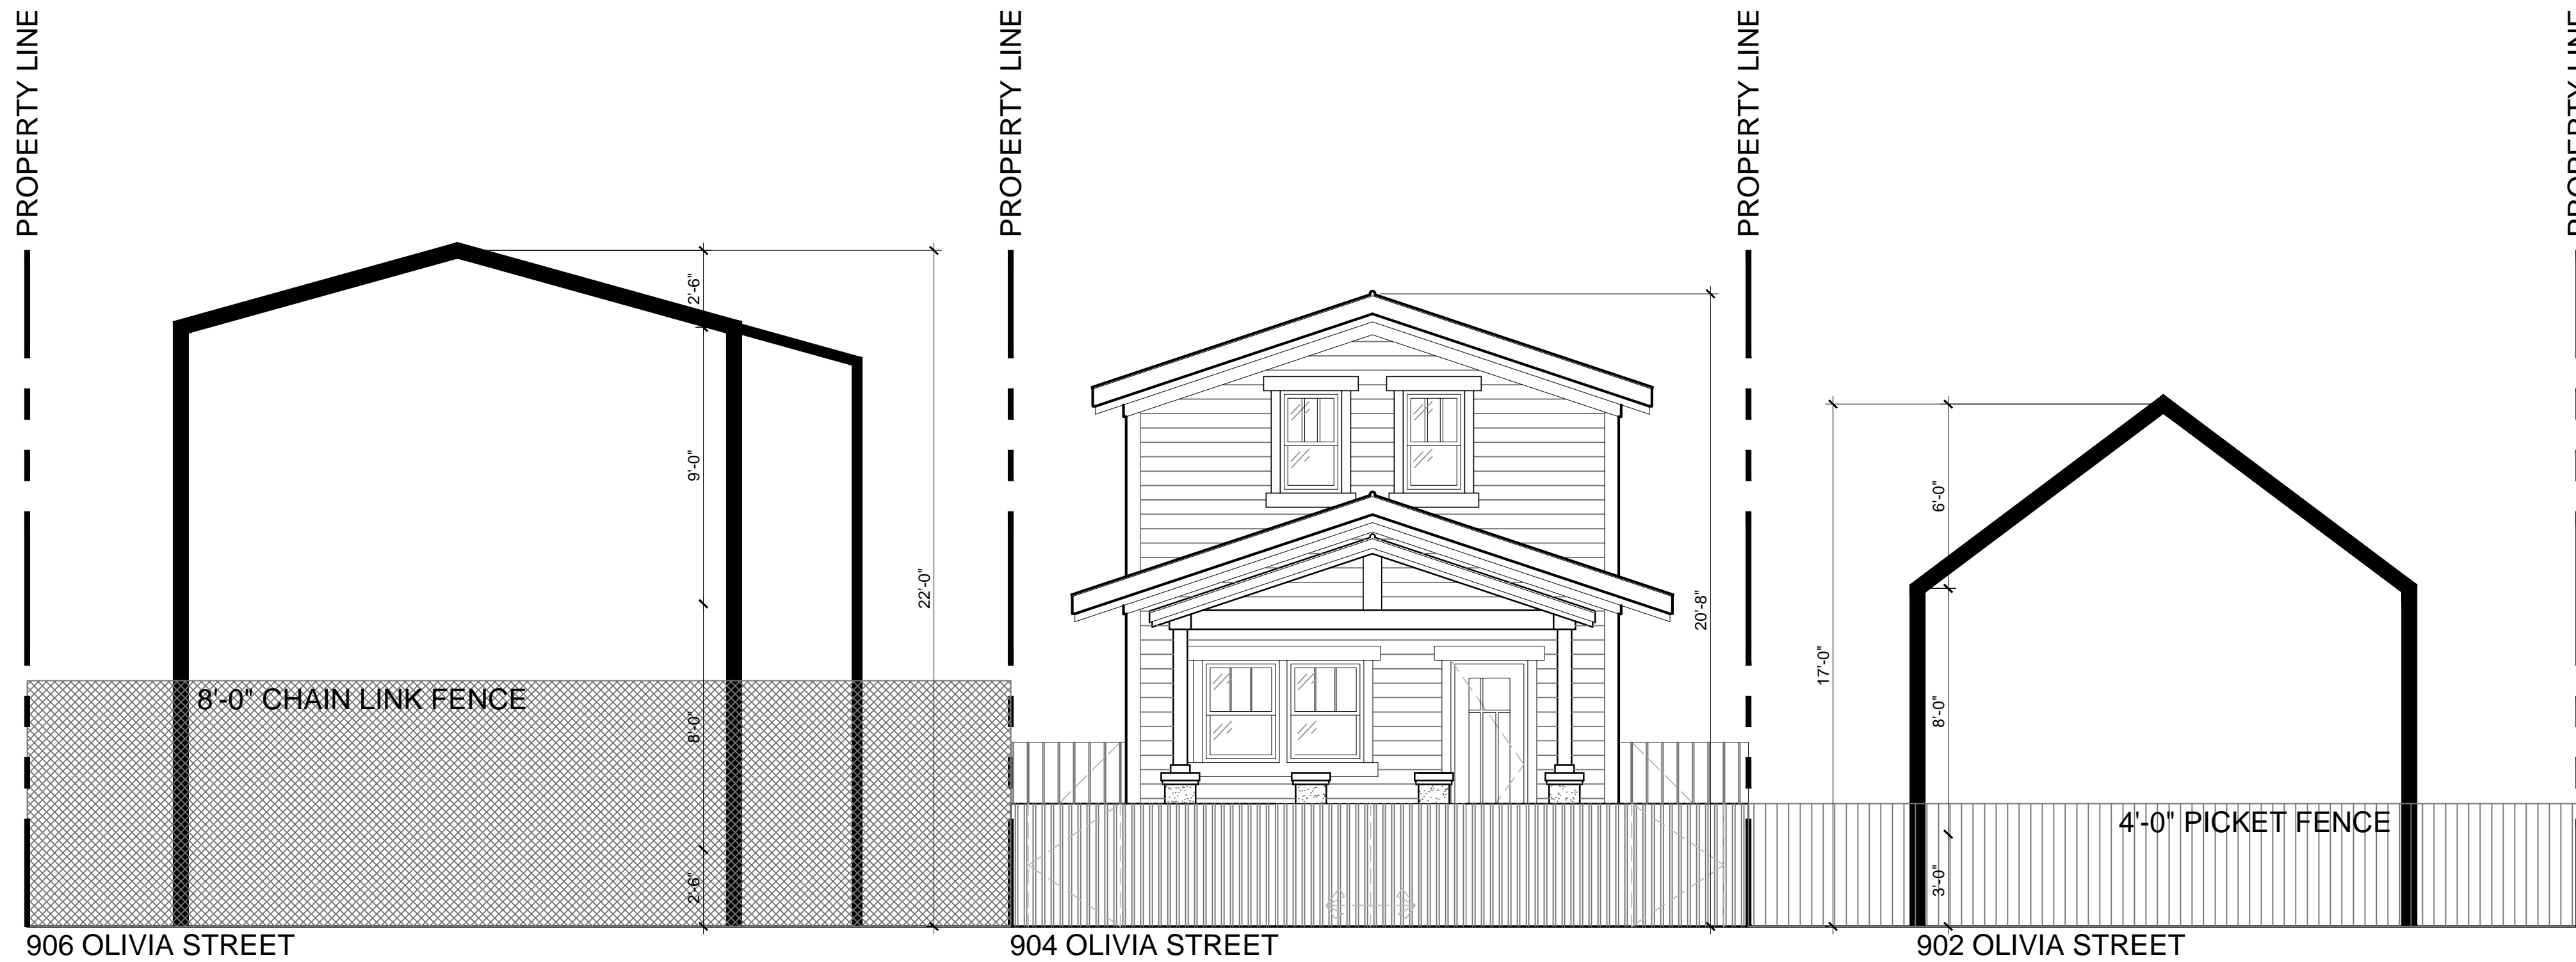 PROPERTY LINE
PROPERTY LINE
PROPERTY LINE
PROPERTY LINE
2'-6"
9'-0"
8'-0"
2'-6"
22'-0"
20'-8"
17'-0"
6'-0"
8'-0"
3'-0"
8'-0" CHAIN LINK FENCE
4'-0" PICKET FENCE
906 OLIVIA STREET
904 OLIVIA STREET
902 OLIVIA STREET